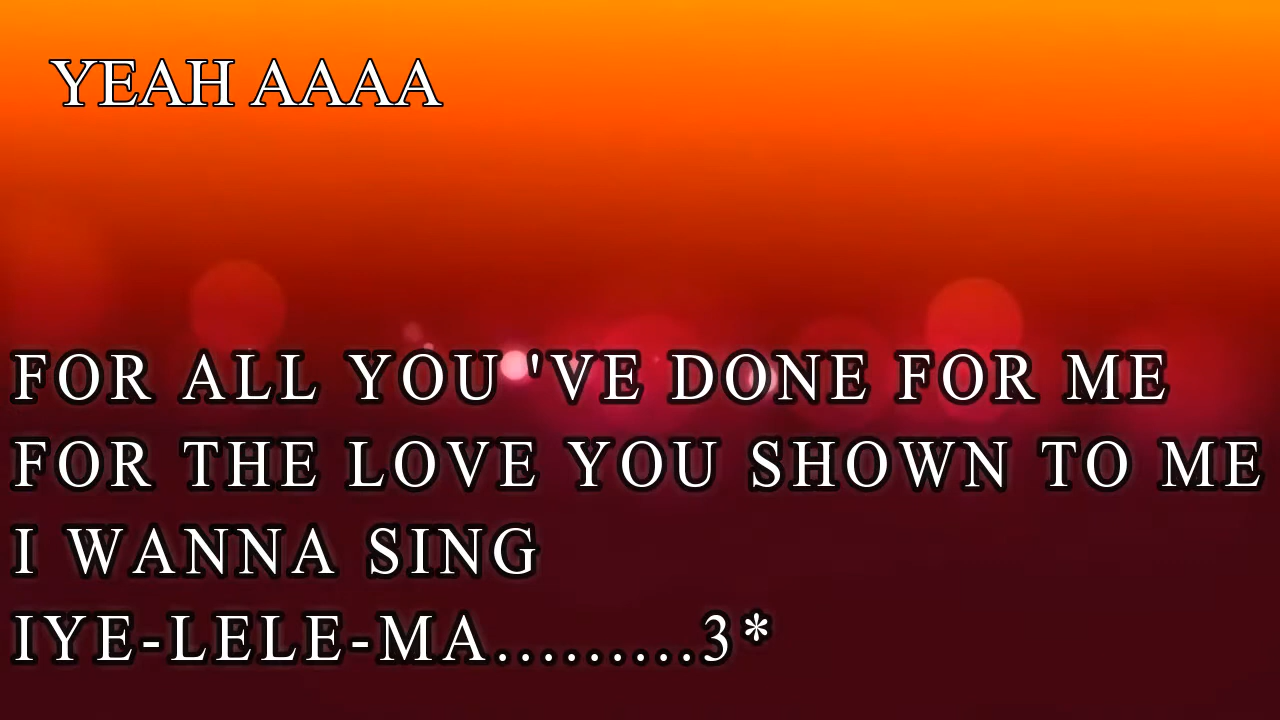 YEAH AAAA
FOR ALL YOU 'VE DONE FOR ME
FOR THE LOVE YOU SHOWN TO ME
I WANNA SING
IYE-LELE-MA.........3*